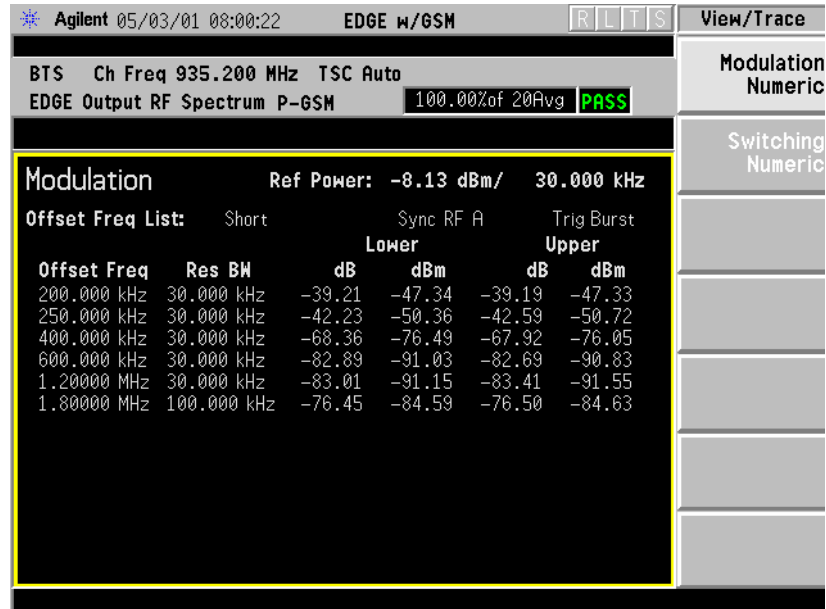 Agilent 05/03/01 08:00:22 EDGE w/GSM R L T S View/Trace
BTS Ch Freq 935.200 MHz TSC Auto
EDGE Output RF Spectrum P-GSM 100.00%of 20Avg PASS
Modulation Numeric
Switching Numeric
Modulation Ref Power: -8.13 dBm/ 30.000 kHz
Offset Freq List: Short Sync RF A Trig Burst
Lower Upper
Offset Freq Res BW dB dBm dB dBm
200.000 kHz 30.000 kHz -39.21 -47.34 -39.19 -47.33
250.000 kHz 30.000 kHz -42.23 -50.36 -42.59 -50.72
400.000 kHz 30.000 kHz -68.36 -76.49 -67.92 -76.05
600.000 kHz 30.000 kHz -82.89 -91.03 -82.69 -90.83
1.20000 MHz 30.000 kHz -83.01 -91.15 -83.41 -91.55
1.80000 MHz 100.000 kHz -76.45 -84.59 -76.50 -84.63